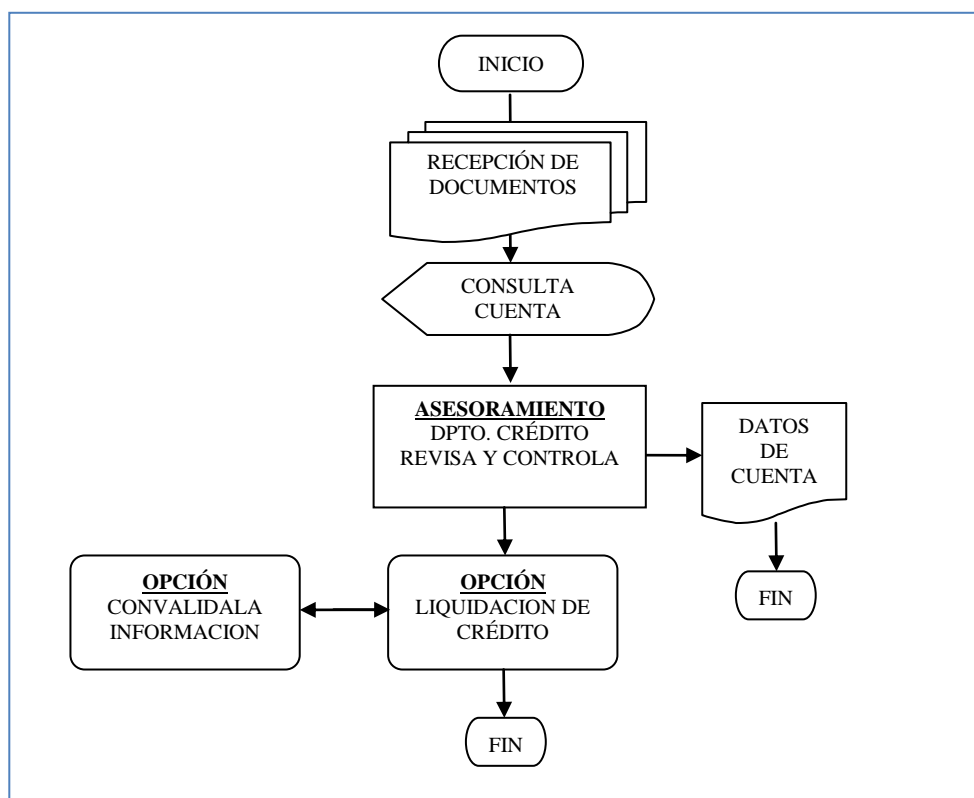 INICIO
RECEPCIÓN DE
DOCUMENTOS
CONSULTA
CUENTA
ASESORAMIENTO
DPTO. CRÉDITO
REVISA Y CONTROLA
DATOS
DE
CUENTA
OPCIÓN
CONVALIDALA
INFORMACION
OPCIÓN
LIQUIDACION DE
CRÉDITO
FIN
FIN